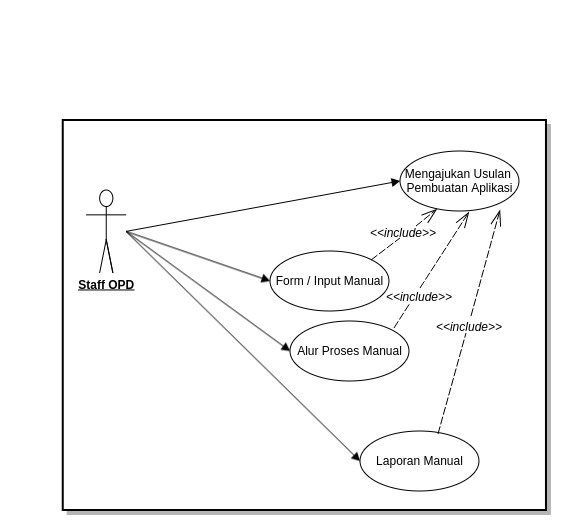 Mengajukan Usulan
Pembuatan Aplikasi
<<include>>
Staff OPD
Form / Input Manual
<<include>>
<<include>>
Alur Proses Manual
Laporan Manual